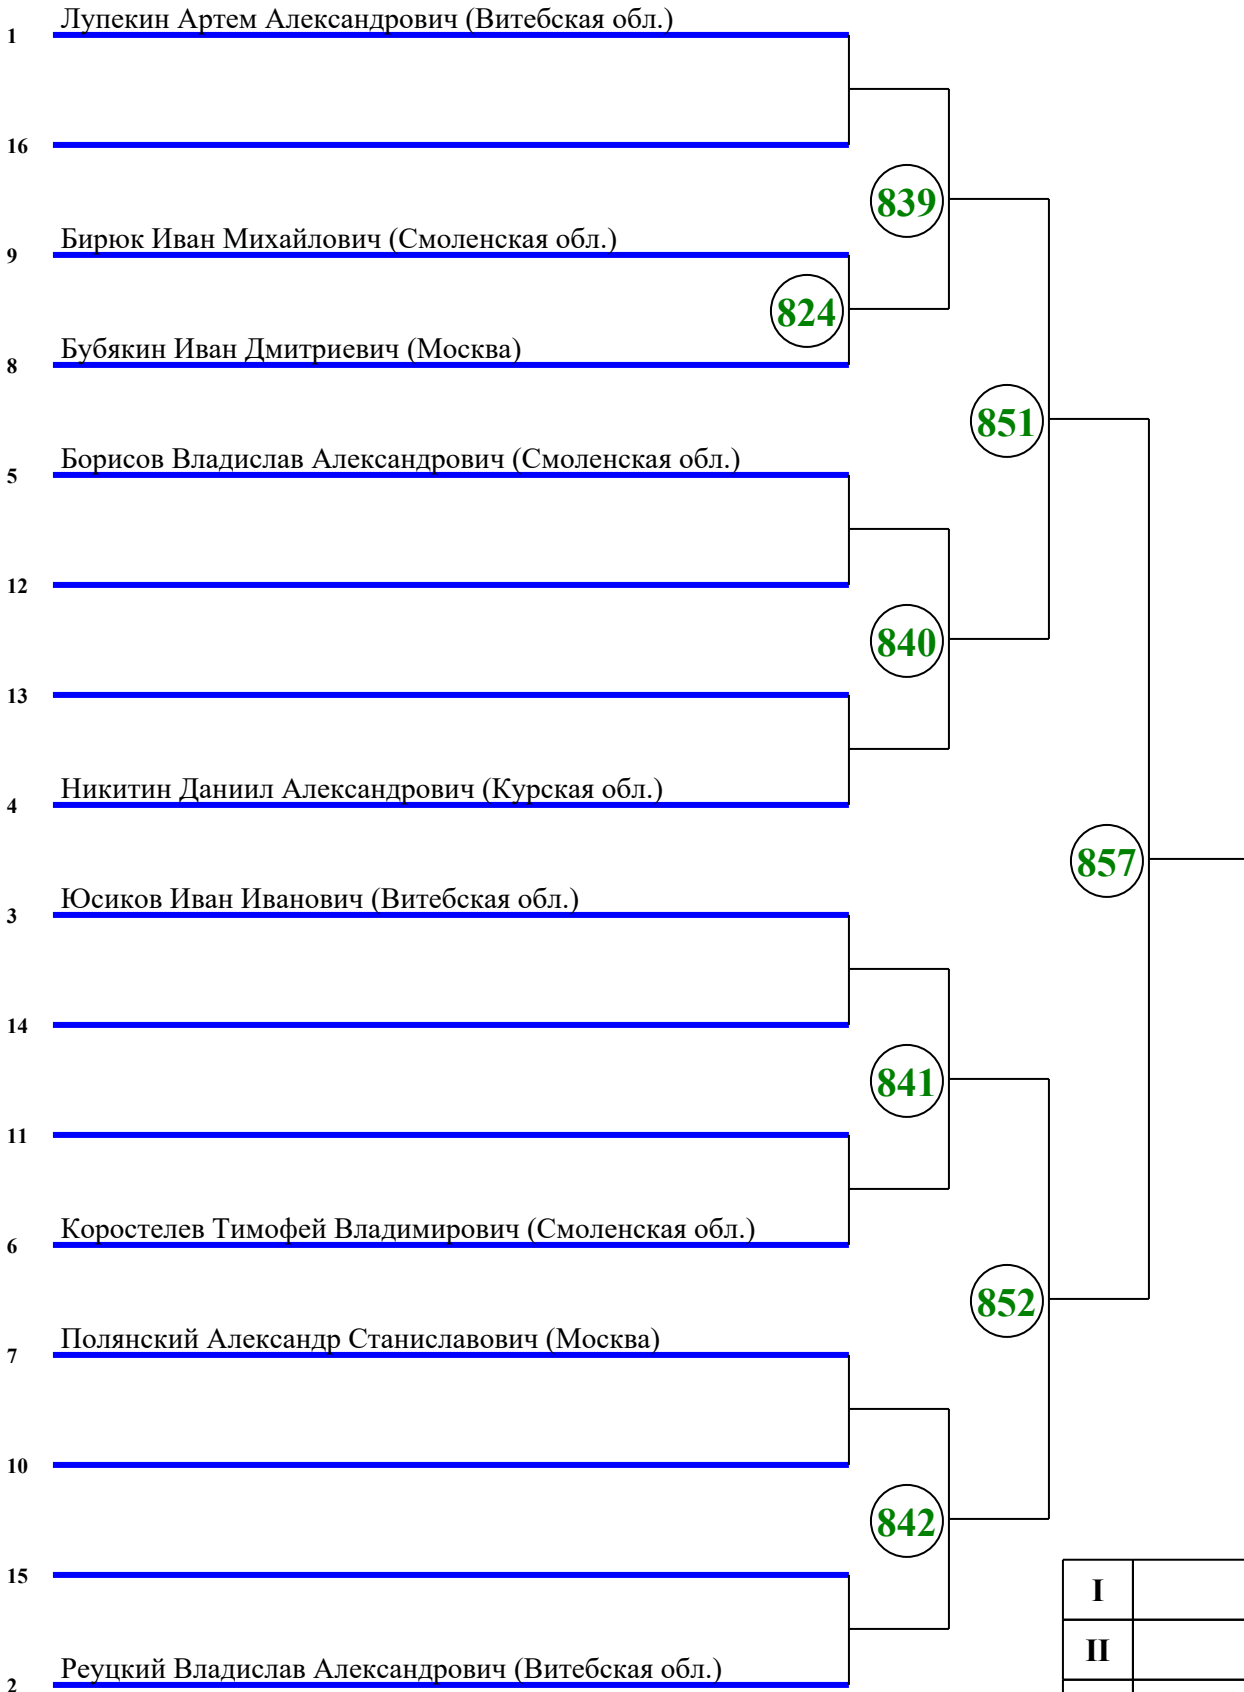 Лупекин Артем Александрович (Витебская обл.)
1
16
839
Бирюк Иван Михайлович (Смоленская обл.)
9
824
Бубякин Иван Дмитриевич (Москва)
8
851
Борисов Владислав Александрович (Смоленская обл.)
5
12
840
13
Никитин Даниил Александрович (Курская обл.)
4
857
Юсиков Иван Иванович (Витебская обл.)
3
14
841
11
Коростелев Тимофей Владимирович (Смоленская обл.)
6
852
Полянский Александр Станиславович (Москва)
7
10
842
15
I
II
Реуцкий Владислав Александрович (Витебская обл.)
2